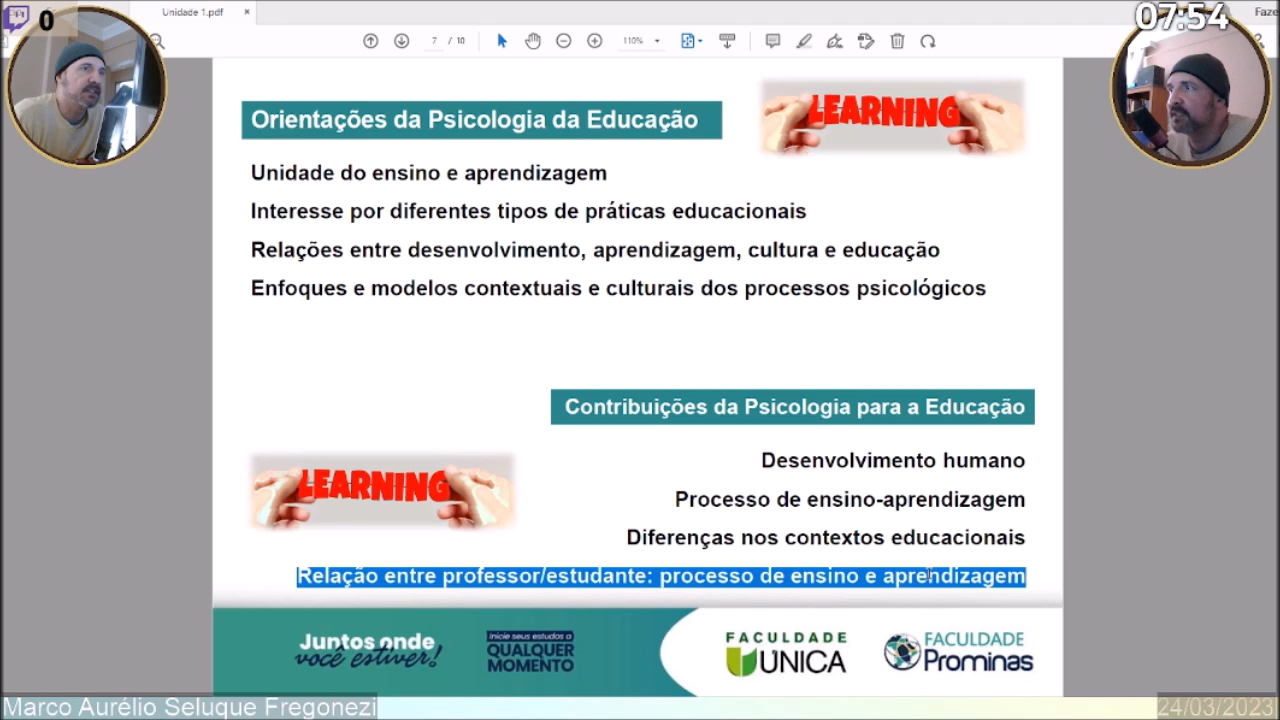 0
Unidade 1.pdf
07:54
Faze
7 / 10
110%
Orientações da Psicologia da Educação
LEARNING
Unidade do ensino e aprendizagem
Interesse por diferentes tipos de práticas educacionais
Relações entre desenvolvimento, aprendizagem, cultura e educação
Enfoques e modelos contextuais e culturais dos processos psicológicos
Contribuições da Psicologia para a Educação
LEARNING
Desenvolvimento humano
Processo de ensino-aprendizagem
Diferenças nos contextos educacionais
Relação entre professor/estudante: processo de ensino e aprendizagem
Juntos onde
você estiver!
Inicie seus estudos a
QUALQUER
MOMENTO
FACULDADE
ÚNICA
FACULDADE
Prominas
Marco Aurélio Seluque Fregonezi
24/03/2023